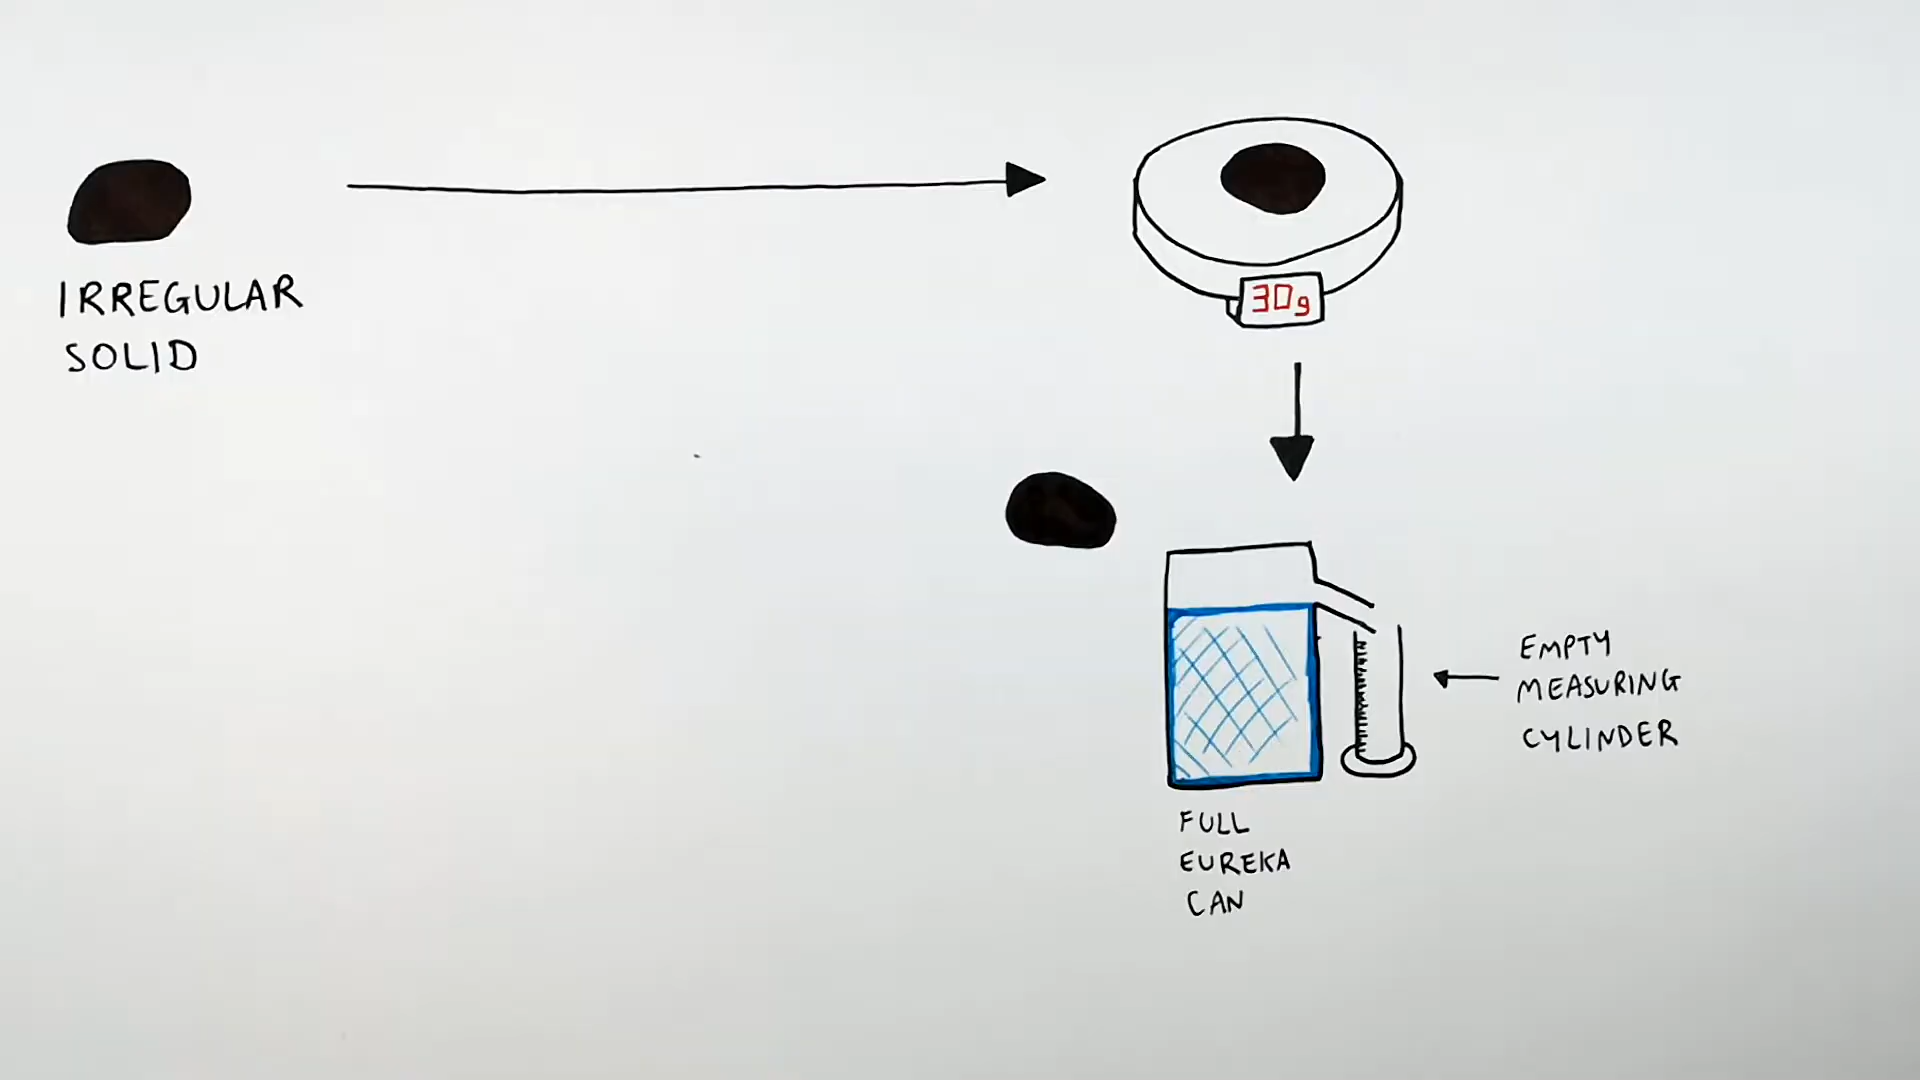 IRREGULAR
SOLID
30g
EMPTY
MEASURING
CYLINDER
FULL
EUREKA
CAN